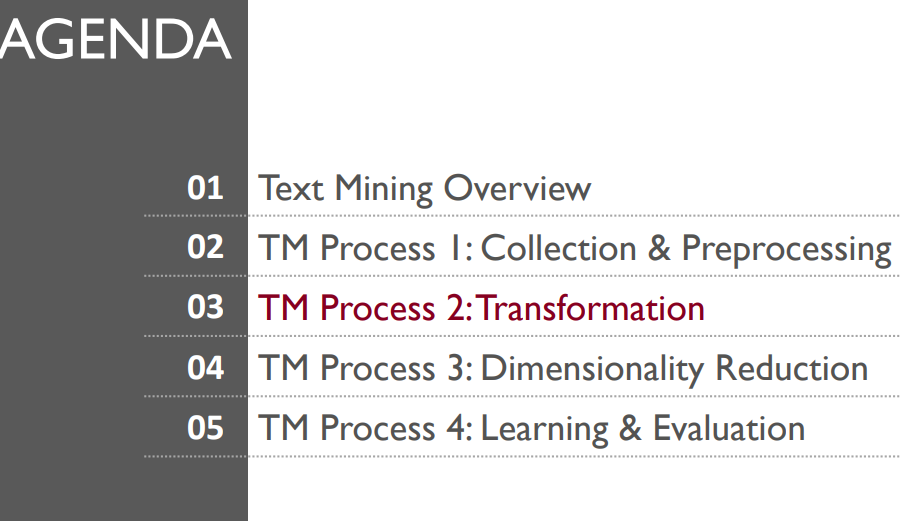 AGENDA
01 Text Mining Overview
02 TM Process 1: Collection & Preprocessing
03 TM Process 2: Transformation
04 TM Process 3: Dimensionality Reduction
05 TM Process 4: Learning & Evaluation